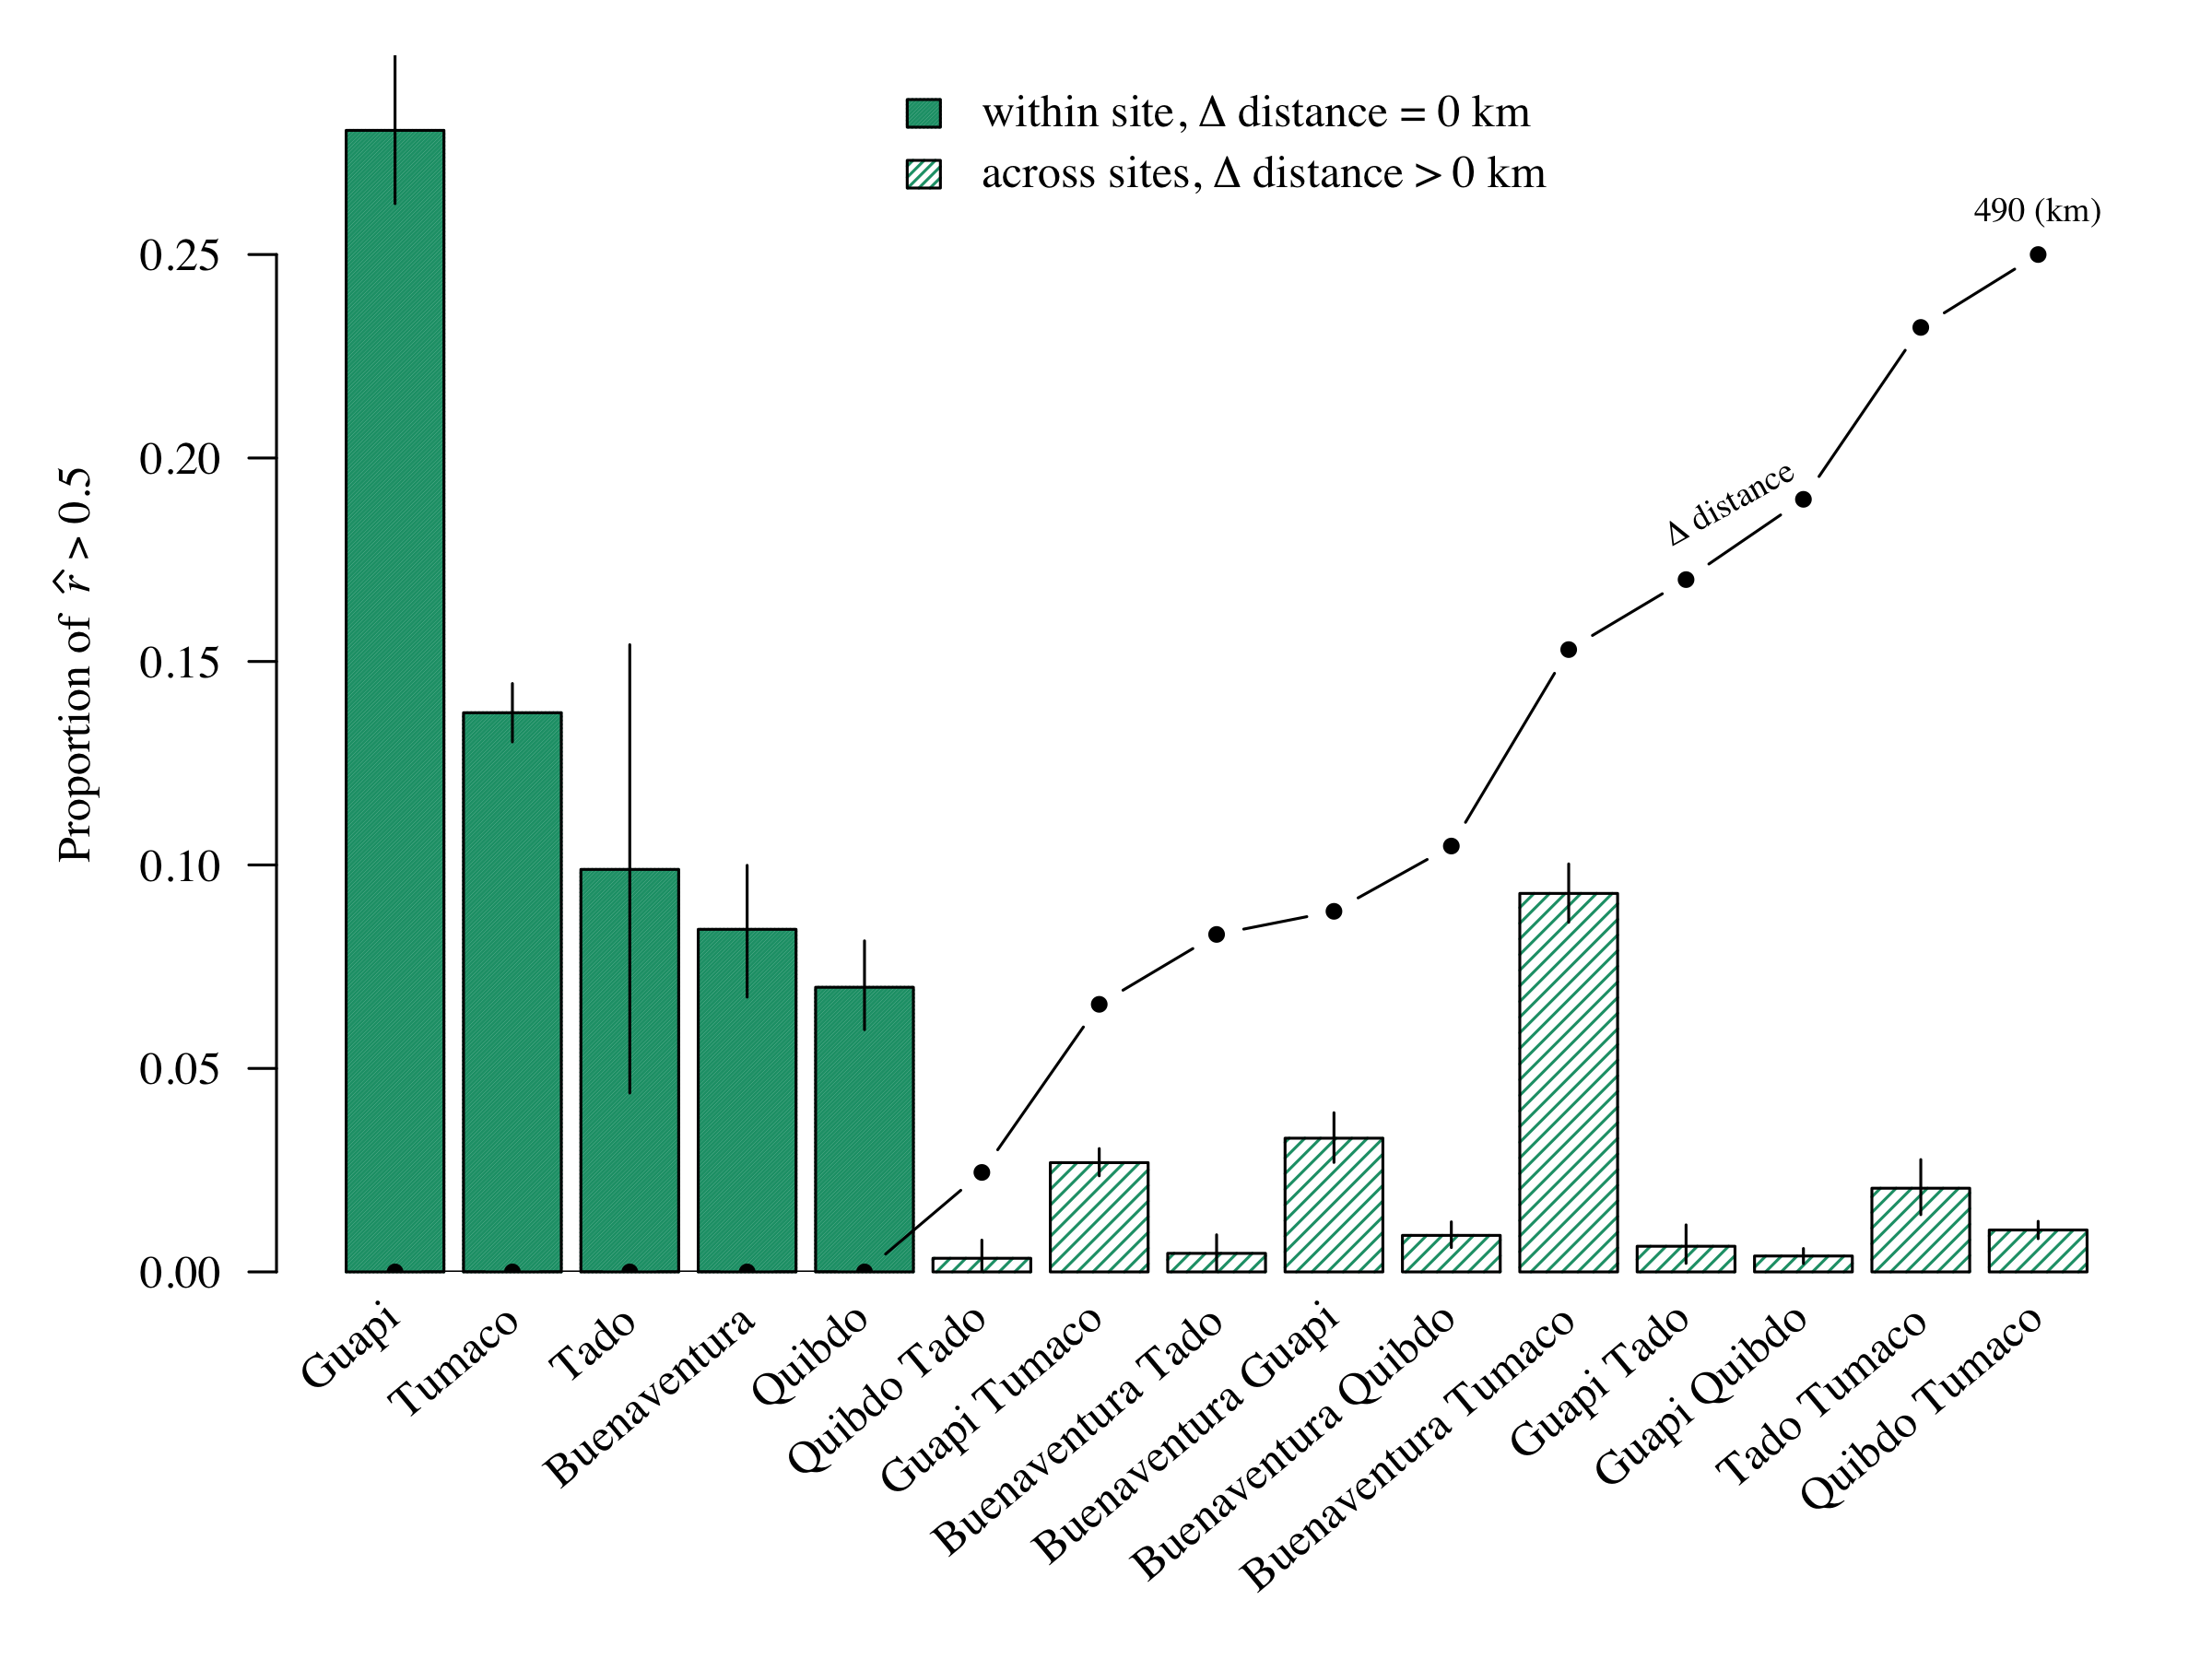 within site, Δ distance = 0 km
across sites, Δ distance > 0 km
490 (km)
Δ distance
Proportion of r̂ > 0.5
0.25
0.20
0.15
0.10
0.05
0.00
Guapi
Tumaco
Tado
Buenaventura
Quibdo
Quibdo Tado
Guapi Tumaco
Buenaventura Tado
Buenaventura Guapi
Buenaventura Quibdo
Buenaventura Tumaco
Guapi Tado
Guapi Quibdo
Tado Tumaco
Quibdo Tumaco